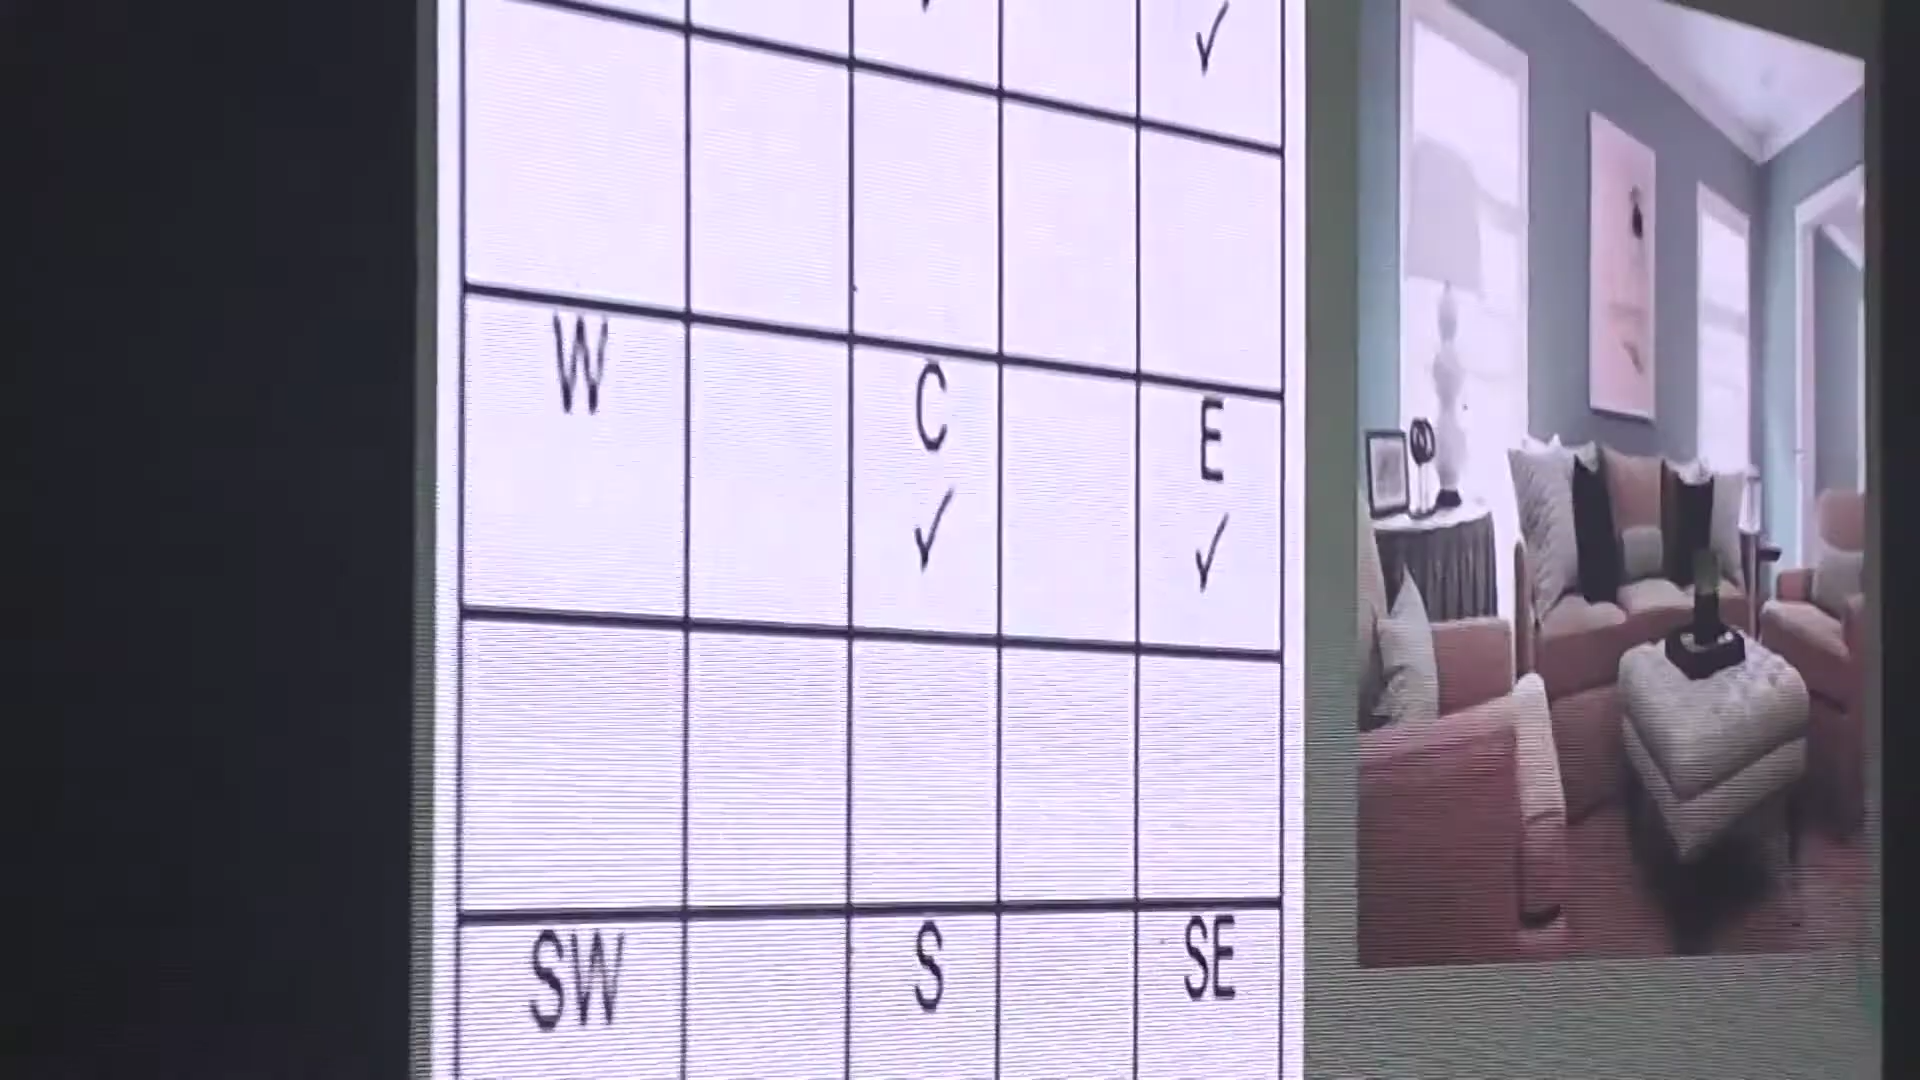 ✓
W C E
✓ ✓
SW S SE